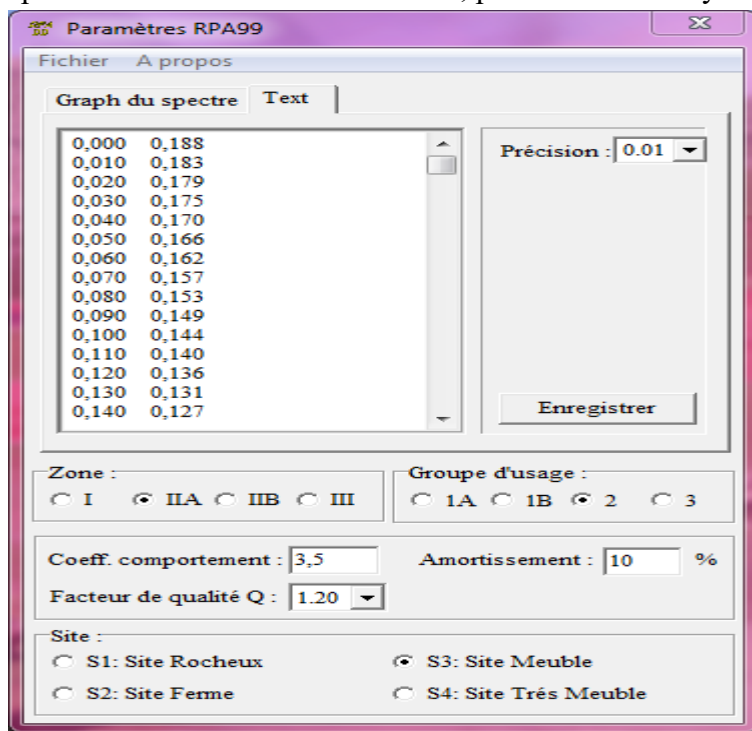 Paramètres RPA99
Fichier A propos
Graph du spectre Text
0,000 0,188
0,010 0,183
0,020 0,179
0,030 0,175
0,040 0,170
0,050 0,166
0,060 0,162
0,070 0,157
0,080 0,153
0,090 0,149
0,100 0,144
0,110 0,140
0,120 0,136
0,130 0,131
0,140 0,127
Précision : 0.01
Enregistrer
Zone :
I IIA IIB III
Groupe d'usage :
1A 1B 2 3
Coeff. comportement : 3,5 Amortissement : 10 %
Facteur de qualité Q : 1.20
Site :
S1: Site Rocheux S3: Site Meuble
S2: Site Ferme S4: Site Trés Meuble